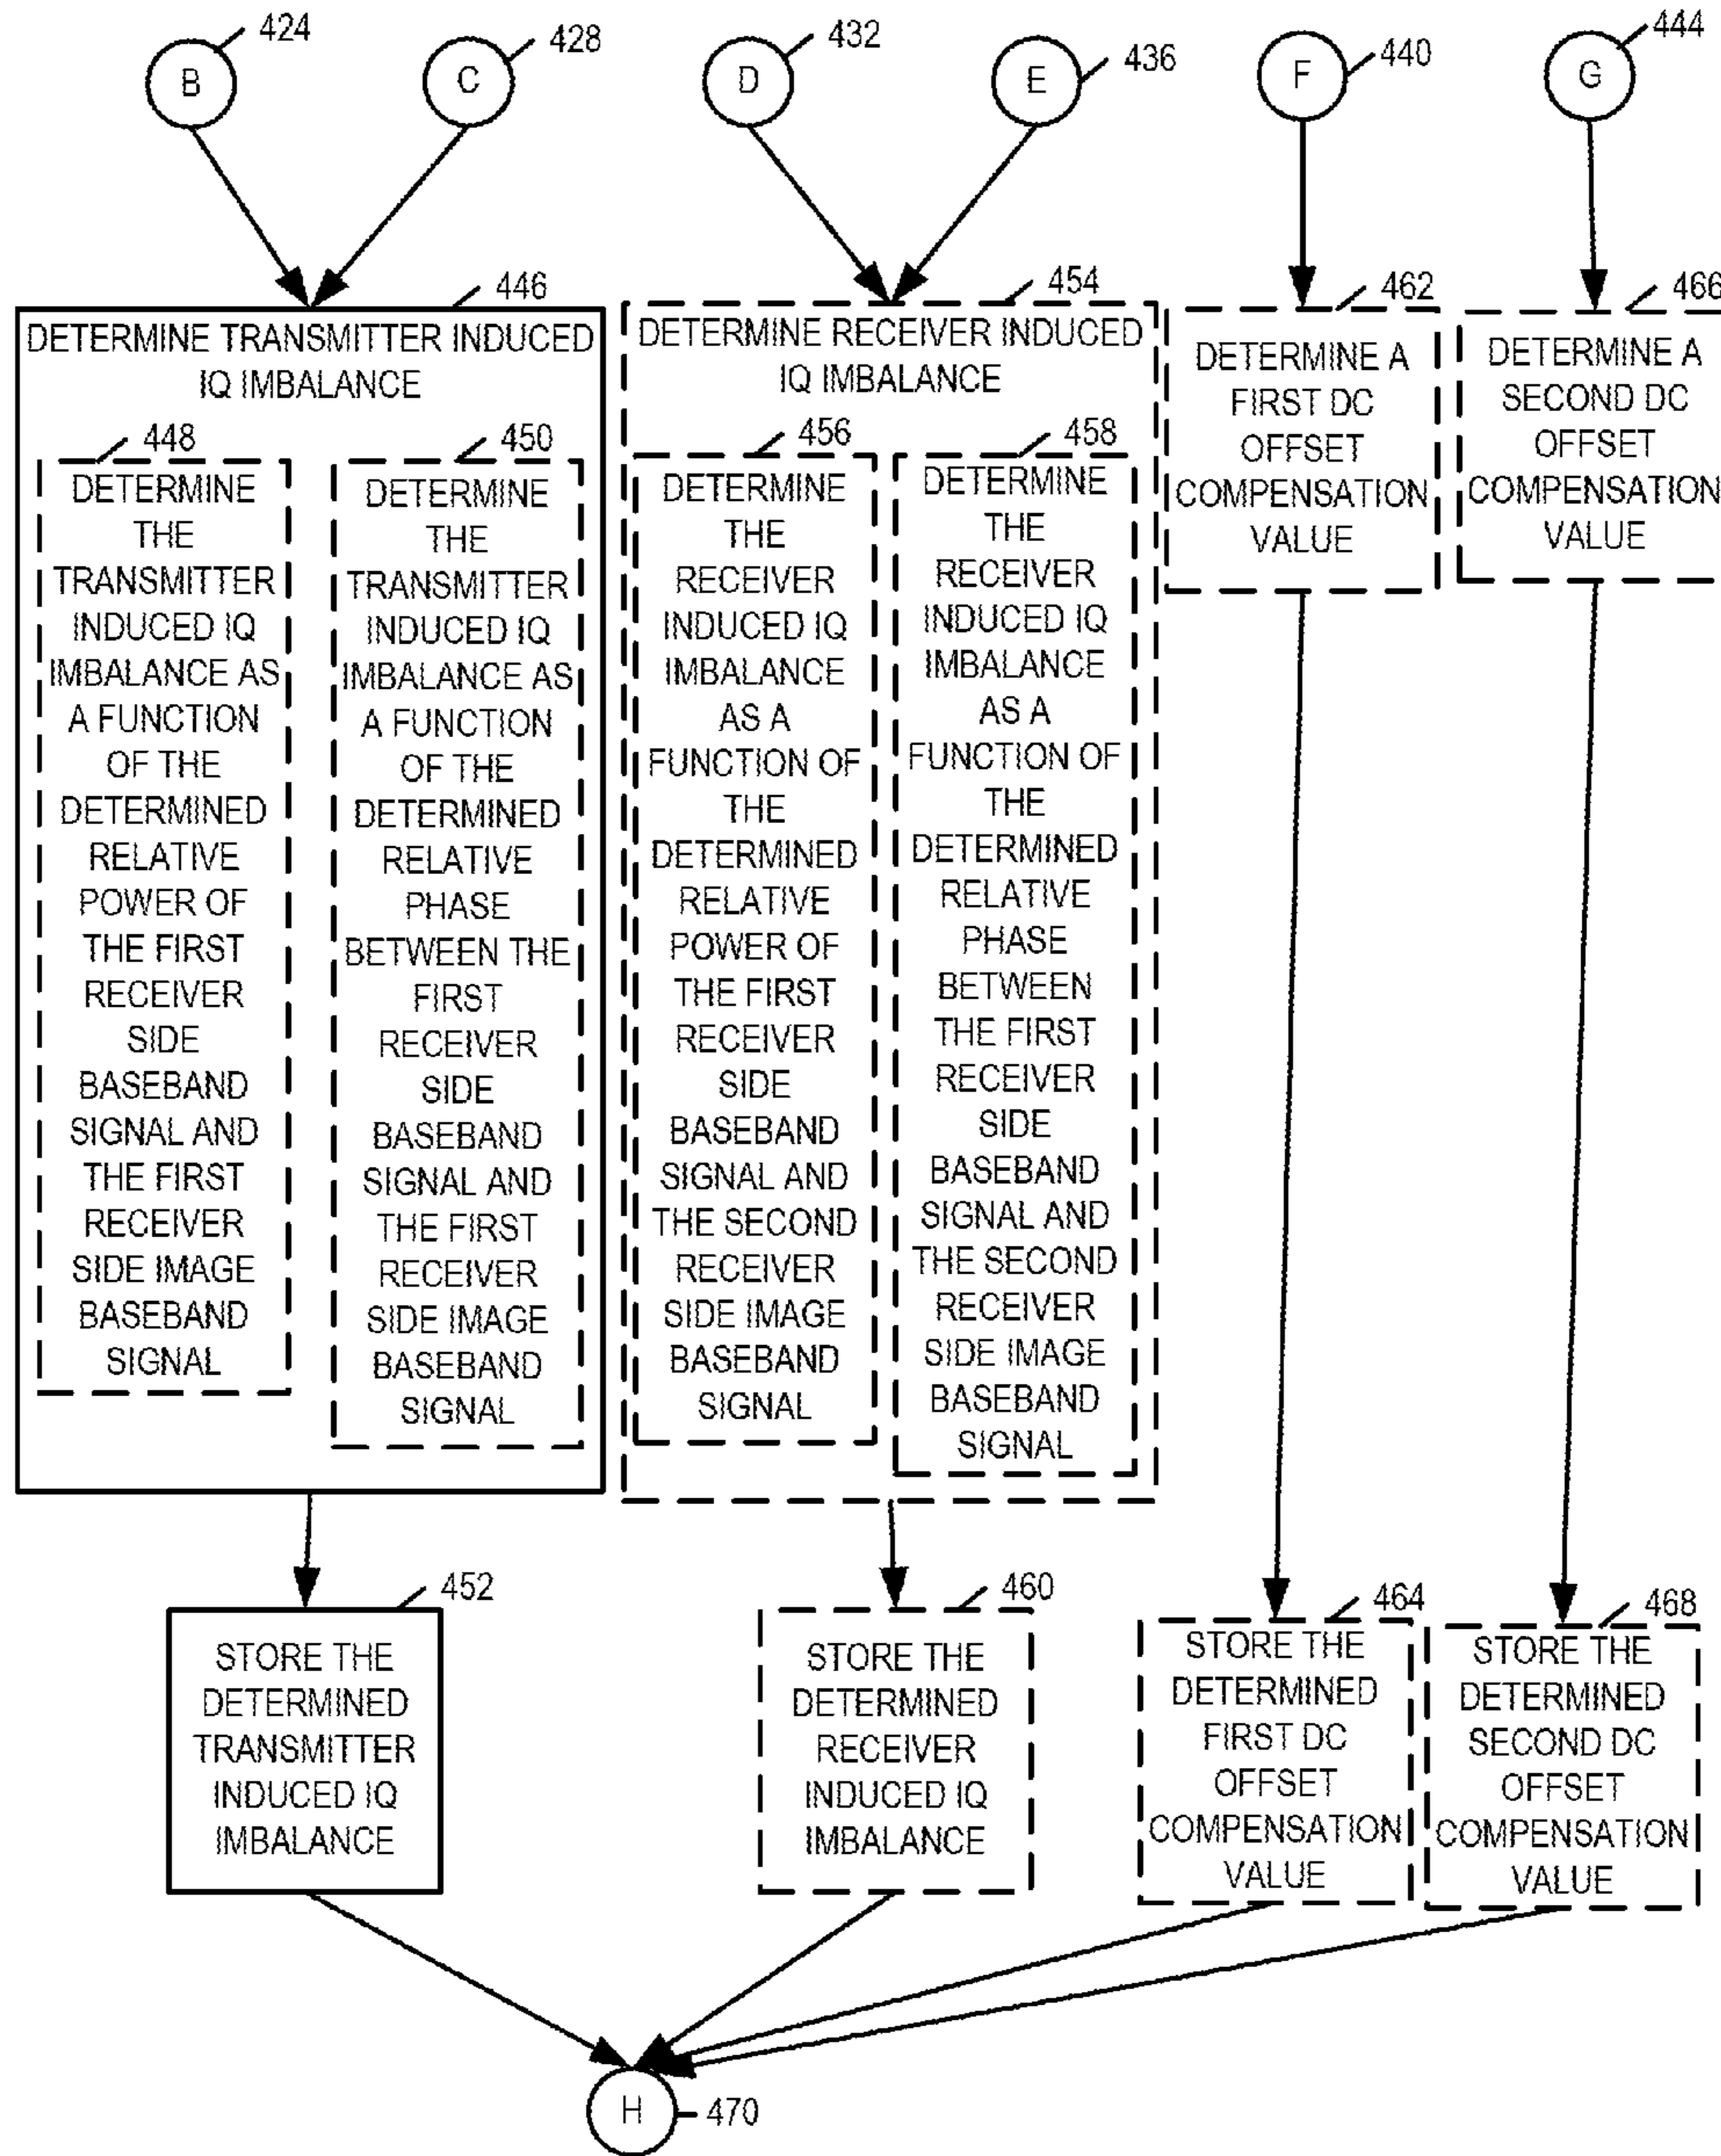 424
B
428
C
432
D
436
E
440
F
444
G
446
DETERMINE TRANSMITTER INDUCED
IQ IMBALANCE
448
DETERMINE
THE
TRANSMITTER
INDUCED IQ
IMBALANCE AS
A FUNCTION
OF THE
DETERMINED
RELATIVE
POWER OF
THE FIRST
RECEIVER
SIDE
BASEBAND
SIGNAL AND
THE FIRST
RECEIVER
SIDE IMAGE
BASEBAND
SIGNAL
450
DETERMINE
THE
TRANSMITTER
INDUCED IQ
IMBALANCE AS
A FUNCTION
OF THE
DETERMINED
RELATIVE
PHASE
BETWEEN THE
FIRST
RECEIVER
SIDE
BASEBAND
SIGNAL AND
THE FIRST
RECEIVER
SIDE IMAGE
BASEBAND
SIGNAL
454
DETERMINE RECEIVER INDUCED
IQ IMBALANCE
456
DETERMINE
THE
RECEIVER
INDUCED IQ
IMBALANCE
AS A
FUNCTION OF
THE
DETERMINED
RELATIVE
POWER OF
THE FIRST
RECEIVER
SIDE
BASEBAND
SIGNAL AND
THE SECOND
RECEIVER
SIDE IMAGE
BASEBAND
SIGNAL
458
DETERMINE
THE
RECEIVER
INDUCED IQ
IMBALANCE
AS A
FUNCTION OF
THE
DETERMINED
RELATIVE
PHASE
BETWEEN
THE FIRST
RECEIVER
SIDE
BASEBAND
SIGNAL AND
THE SECOND
RECEIVER
SIDE IMAGE
BASEBAND
SIGNAL
462
DETERMINE A
FIRST DC
OFFSET
COMPENSATION
VALUE
466
DETERMINE A
SECOND DC
OFFSET
COMPENSATION
VALUE
452
STORE THE
DETERMINED
TRANSMITTER
INDUCED IQ
IMBALANCE
460
STORE THE
DETERMINED
RECEIVER
INDUCED IQ
IMBALANCE
464
STORE THE
DETERMINED
FIRST DC
OFFSET
COMPENSATION
VALUE
468
STORE THE
DETERMINED
SECOND DC
OFFSET
COMPENSATION
VALUE
H
470